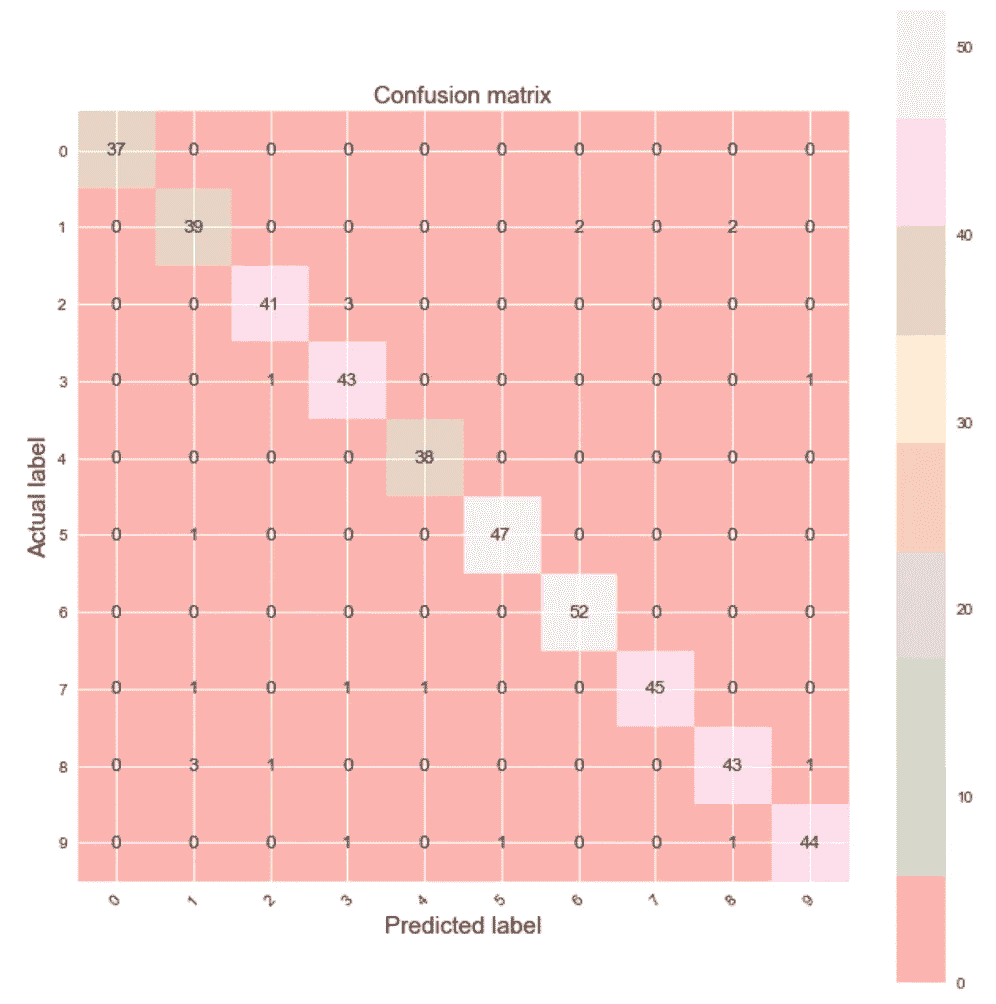 Confusion matrix
50
40
30
20
10
0
Actual label
0 37 0 0 0 0 0 0 0 0 0
1 0 39 0 0 0 0 2 0 2 0
2 0 0 41 3 0 0 0 0 0 0
3 0 0 1 43 0 0 0 0 0 1
4 0 0 0 0 38 0 0 0 0 0
5 0 1 0 0 0 47 0 0 0 0
6 0 0 0 0 0 0 52 0 0 0
7 0 1 0 1 1 0 0 45 0 0
8 0 3 1 0 0 0 0 0 43 1
9 0 0 0 1 0 1 0 0 1 44
0 1 2 3 4 5 6 7 8 9
Predicted label